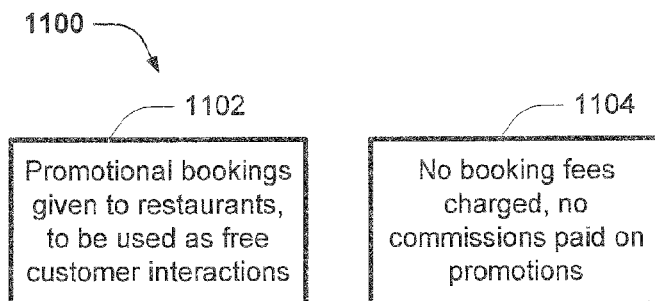 1100
1102
Promotional bookings
given to restaurants,
to be used as free
customer interactions
1104
No booking fees
charged, no
commissions paid on
promotions